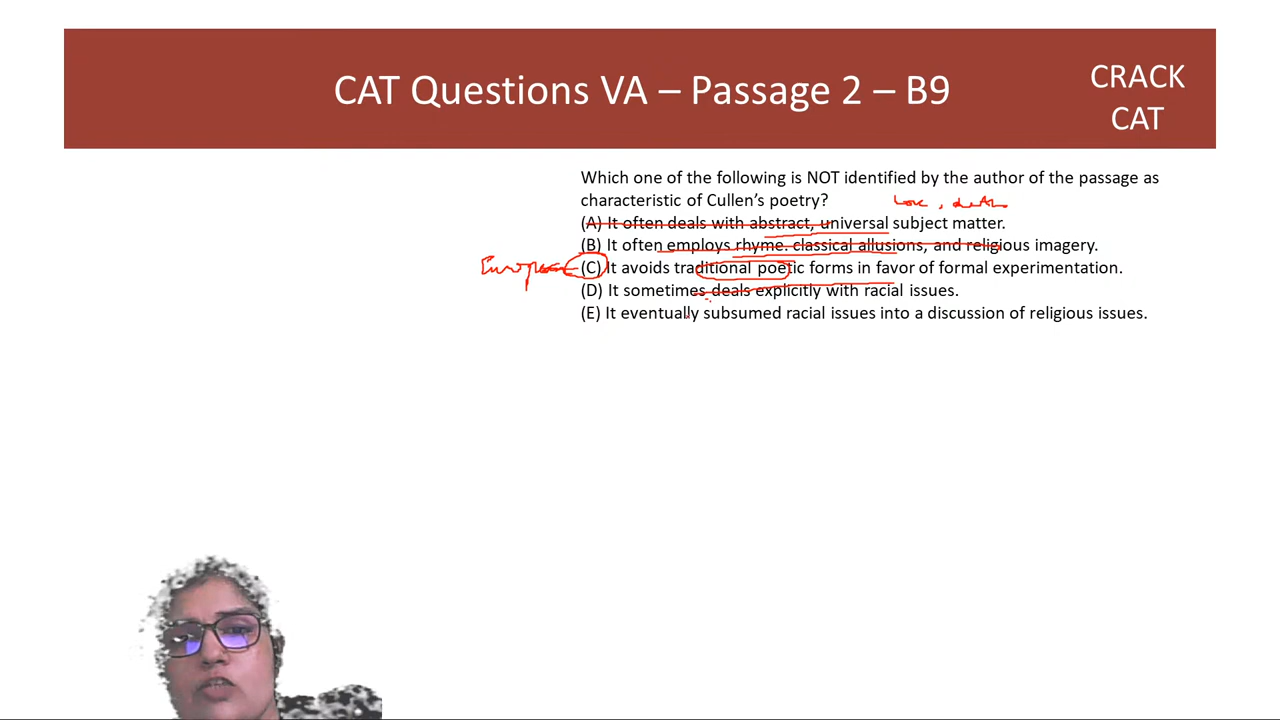 CAT Questions VA – Passage 2 – B9
CRACK
CAT
Which one of the following is NOT identified by the author of the passage as
characteristic of Cullen’s poetry?
love, death
(A) It often deals with abstract, universal subject matter.
(B) It often employs rhyme. classical allusions, and religious imagery.
(C) It avoids traditional poetic forms in favor of formal experimentation.
(D) It sometimes deals explicitly with racial issues.
(E) It eventually subsumed racial issues into a discussion of religious issues.